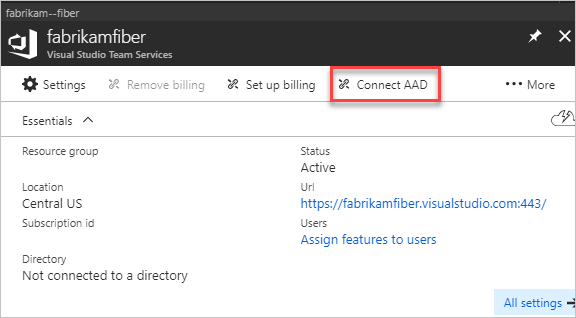 fabrikam--fiber
fabrikamfiber
Visual Studio Team Services
Settings Remove billing Set up billing Connect AAD ••• More
Essentials
Resource group Status
Active
Location Url
Central US https://fabrikamfiber.visualstudio.com:443/
Subscription id Users
Assign features to users
Directory
Not connected to a directory
All settings